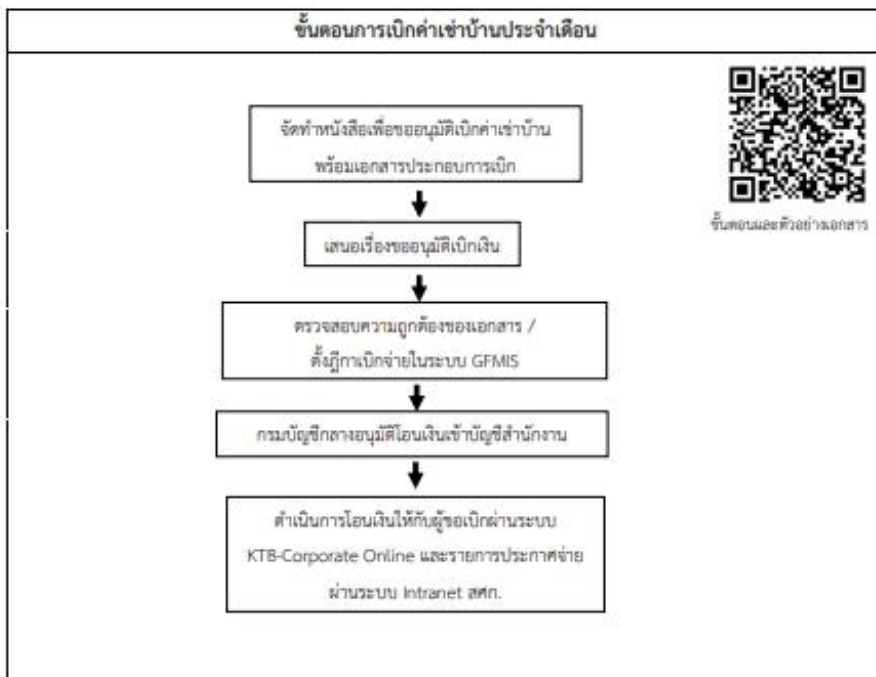 ขั้นตอนการเบิกค่าเช่าบ้านประจำเดือน
จัดทำหนังสือเพื่อขออนุมัติเบิกค่าเช่าบ้าน
พร้อมเอกสารประกอบการเบิก
ขั้นตอนและตัวอย่างเอกสาร
เสนอเรื่องขออนุมัติเบิกเงิน
ตรวจสอบความถูกต้องของเอกสาร /
ตั้งฎีกาเบิกจ่ายในระบบ GFMIS
กรมบัญชีกลางอนุมัติโอนเงินเข้าบัญชีสำนักงาน
ดำเนินการโอนเงินให้กับผู้ขอเบิกผ่านระบบ
KTB-Corporate Online และรายการประกาศจ่าย
ผ่านระบบ Intranet สศก.